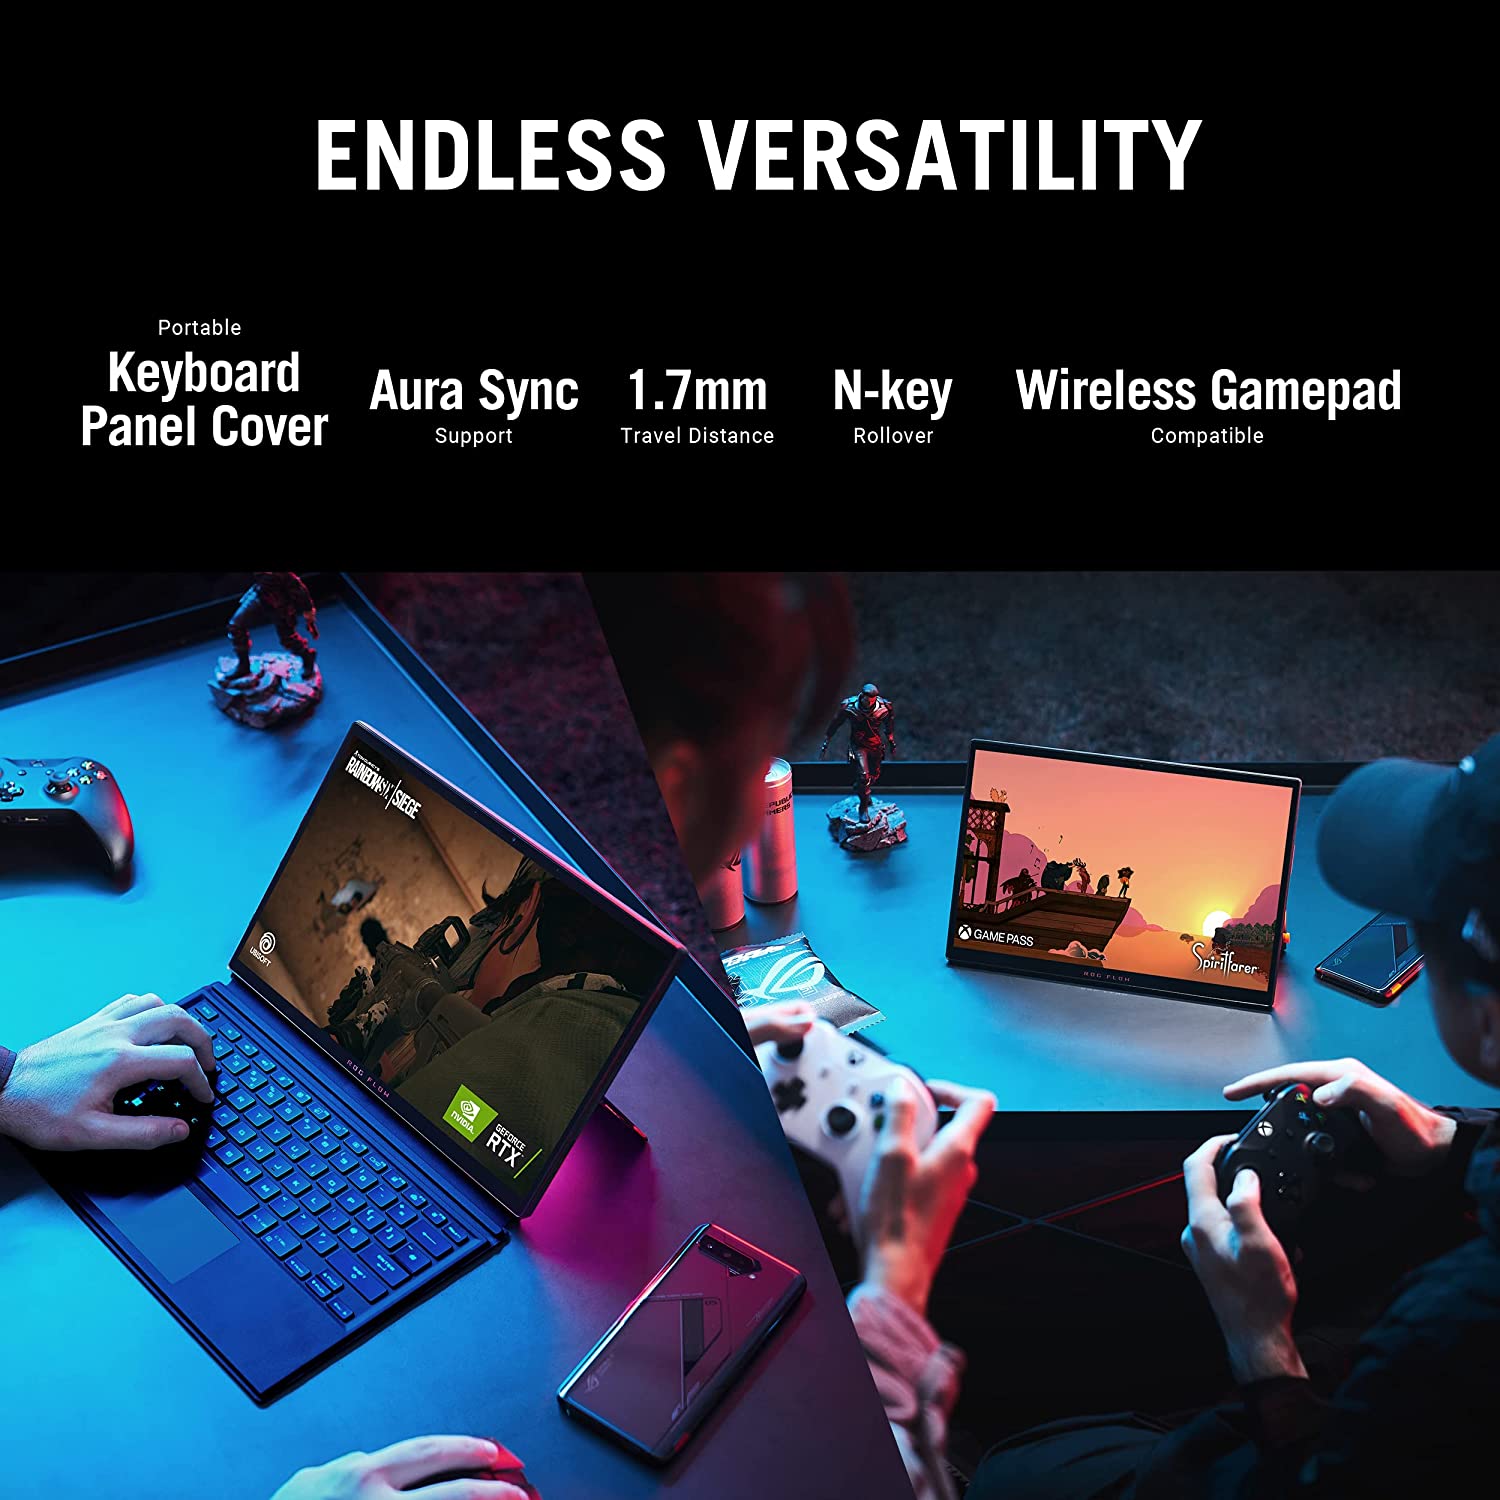 ENDLESS VERSATILITY
Portable
Keyboard
Panel Cover
Aura Sync
Support
1.7mm
Travel Distance
N-key
Rollover
Wireless Gamepad
Compatible
RAINBOW SIX | SIEGE
UBISOFT
ROG FLOW
NVIDIA
GEFORCE
RTX
GAME PASS
Spiritfarer
ROG FLOW